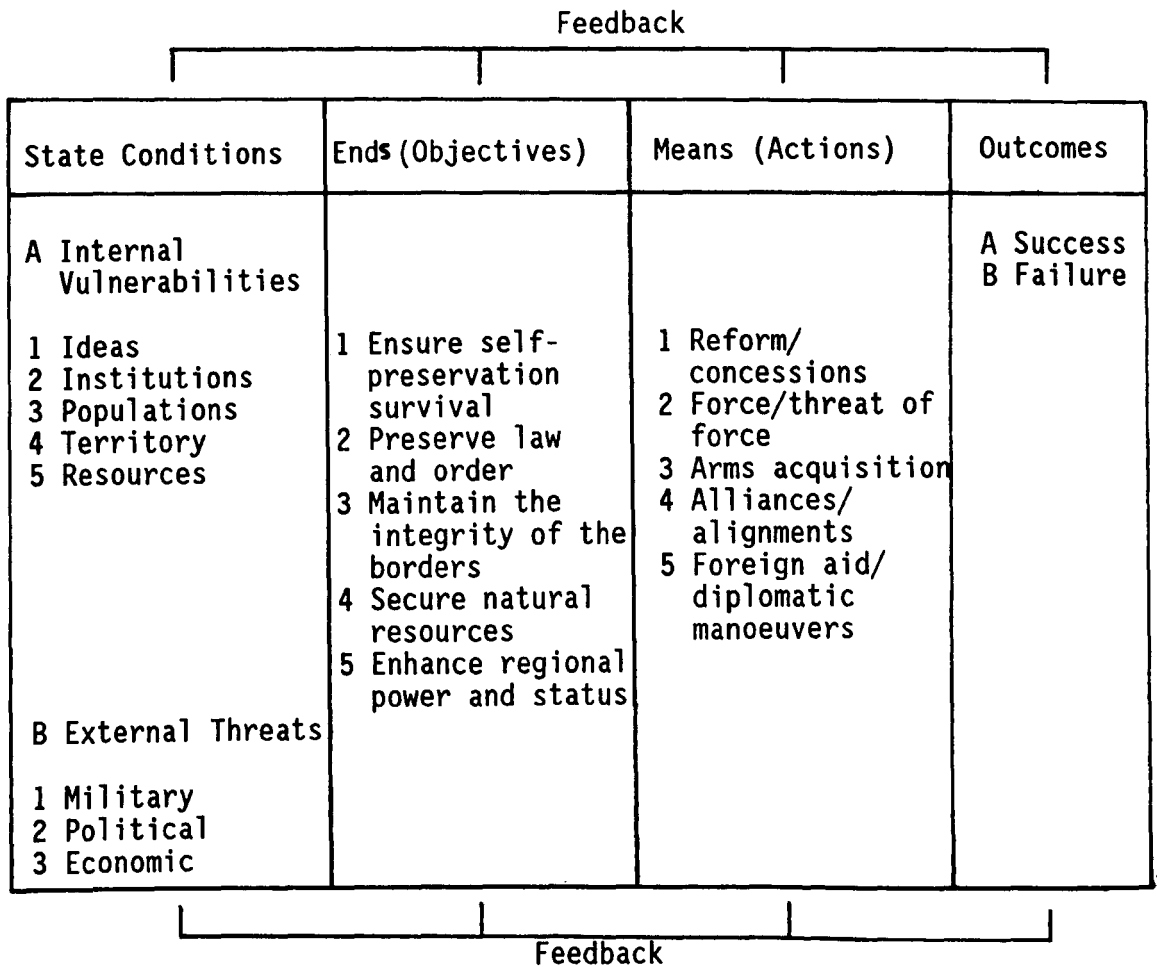 Feedback
State Conditions
Ends (Objectives)
Means (Actions)
Outcomes
A Internal
Vulnerabilities
1 Ideas
2 Institutions
3 Populations
4 Territory
5 Resources
B External Threats
1 Military
2 Political
3 Economic
1 Ensure self-
preservation
survival
2 Preserve law
and order
3 Maintain the
integrity of the
borders
4 Secure natural
resources
5 Enhance regional
power and status
1 Reform/
concessions
2 Force/threat of
force
3 Arms acquisition
4 Alliances/
alignments
5 Foreign aid/
diplomatic
manoeuvers
A Success
B Failure
Feedback